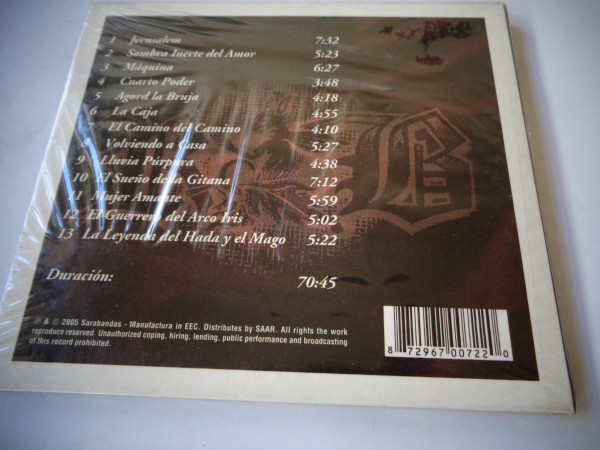 1 Jerusalem 7:32
2 Sombra Inerte del Amor 5:23
3 Máquina 6:27
4 Cuarto Poder 3:48
5 Agord la Bruja 4:18
6 La Caja 4:55
7 El Camino del Camino 4:10
8 Volviendo a Casa 5:27
9 Lluvia Púrpura 4:38
10 El Sueño de la Gitana 7:12
11 Mujer Amante 5:59
12 El Guerrero del Arco Iris 5:02
13 La Leyenda del Hada y el Mago 5:22
Duración: 70:45
℗ & © 2005 Sarabandas - Manufactura in EEC. Distributes by SAAR. All rights the work
reproduce reserved. Unauthorized coping, hiring, lending, public performance and broadcasting
of this record prohibited.
8 72967 00722 0